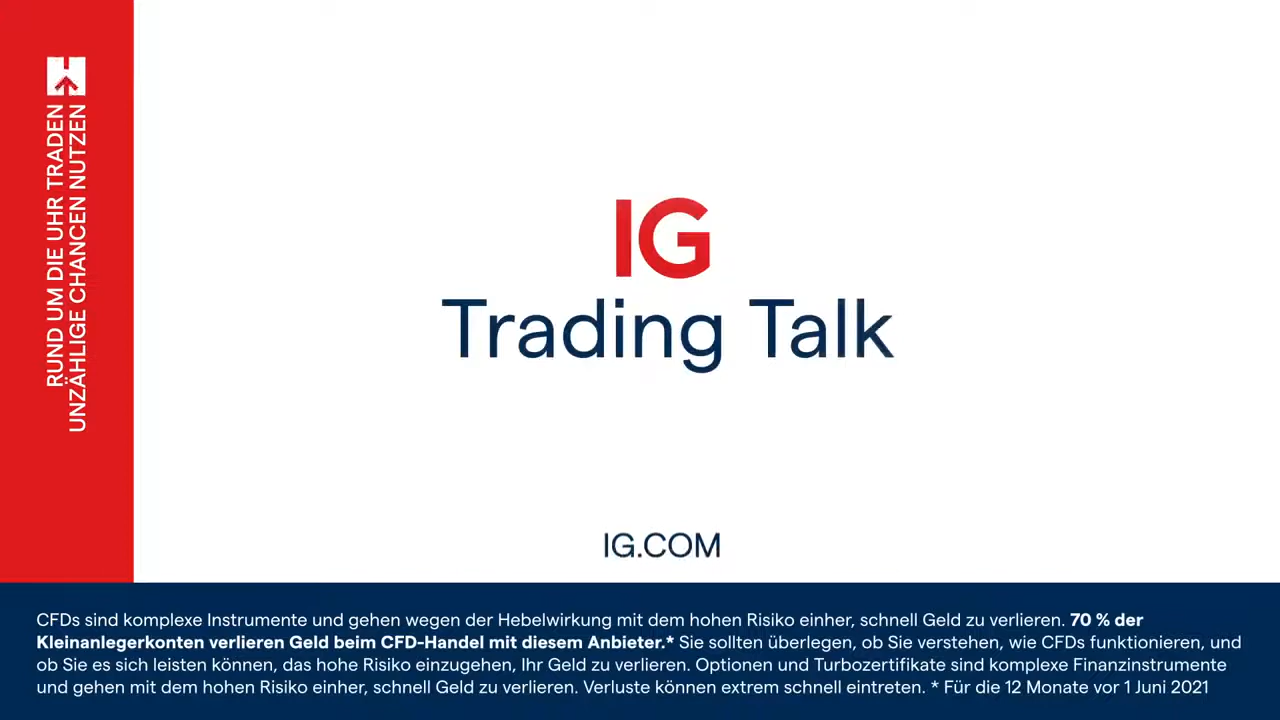 RUND UM DIE UHR TRADEN
UNZÄHLIGE CHANCEN NUTZEN
IG
Trading Talk
IG.COM
CFDs sind komplexe Instrumente und gehen wegen der Hebelwirkung mit dem hohen Risiko einher, schnell Geld zu verlieren. 70 % der
Kleinanlegerkonten verlieren Geld beim CFD-Handel mit diesem Anbieter.* Sie sollten überlegen, ob Sie verstehen, wie CFDs funktionieren, und
ob Sie es sich leisten können, das hohe Risiko einzugehen, Ihr Geld zu verlieren. Optionen und Turbozertifikate sind komplexe Finanzinstrumente
und gehen mit dem hohen Risiko einher, schnell Geld zu verlieren. Verluste können extrem schnell eintreten. * Für die 12 Monate vor 1 Juni 2021